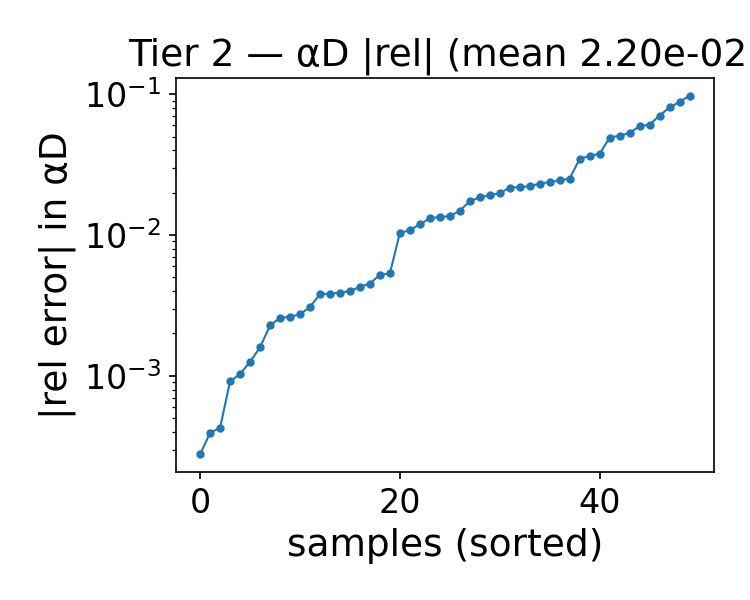 Tier 2 — αD |rel| (mean 2.20e-02
10⁻¹
10⁻²
10⁻³
|rel error| in αD
0 20 40
samples (sorted)